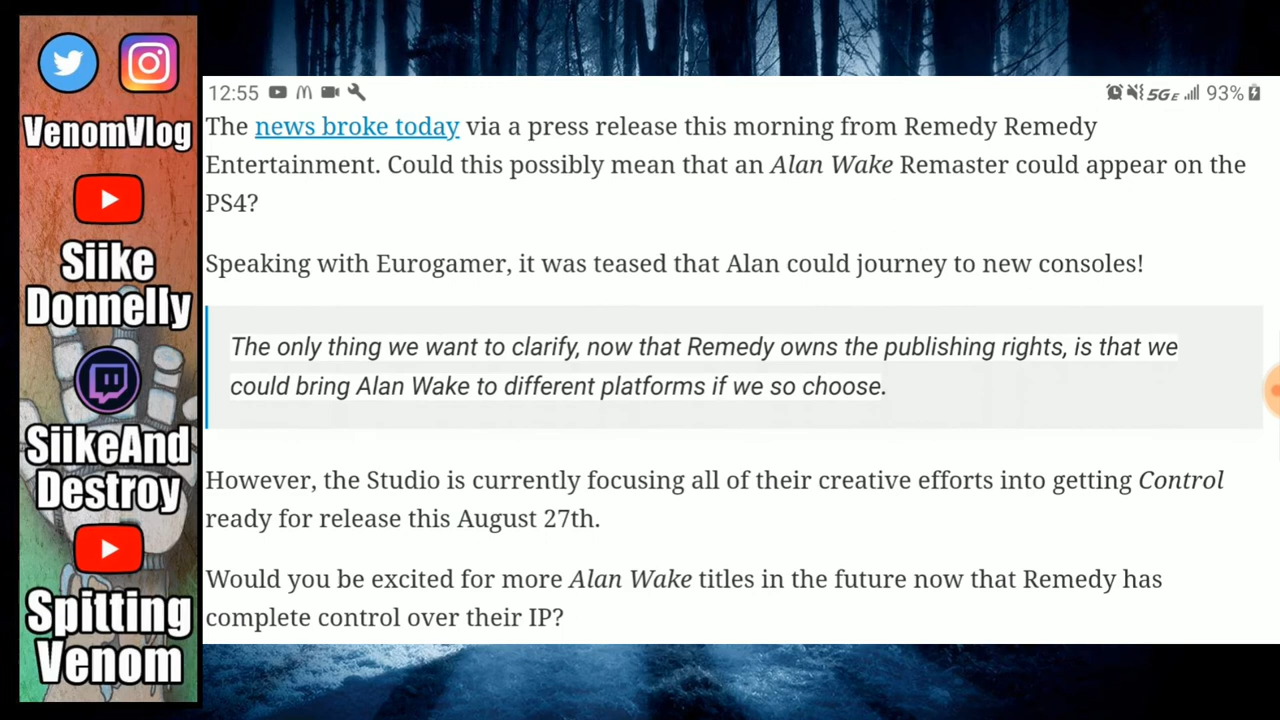 VenomVlog
Siike
Donnelly
SiikeAnd
Destroy
Spitting
Venom
12:55
5GE
93%
The news broke today via a press release this morning from Remedy Remedy
Entertainment. Could this possibly mean that an Alan Wake Remaster could appear on the
PS4?
Speaking with Eurogamer, it was teased that Alan could journey to new consoles!
The only thing we want to clarify, now that Remedy owns the publishing rights, is that we
could bring Alan Wake to different platforms if we so choose.
However, the Studio is currently focusing all of their creative efforts into getting Control
ready for release this August 27th.
Would you be excited for more Alan Wake titles in the future now that Remedy has
complete control over their IP?